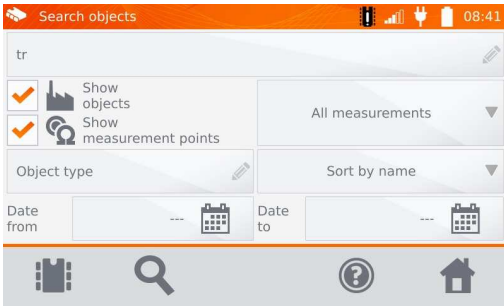 Search objects 08:41
tr
Show
objects
Show
measurement points
All measurements
Object type
Sort by name
Date
from
---
Date
to
---